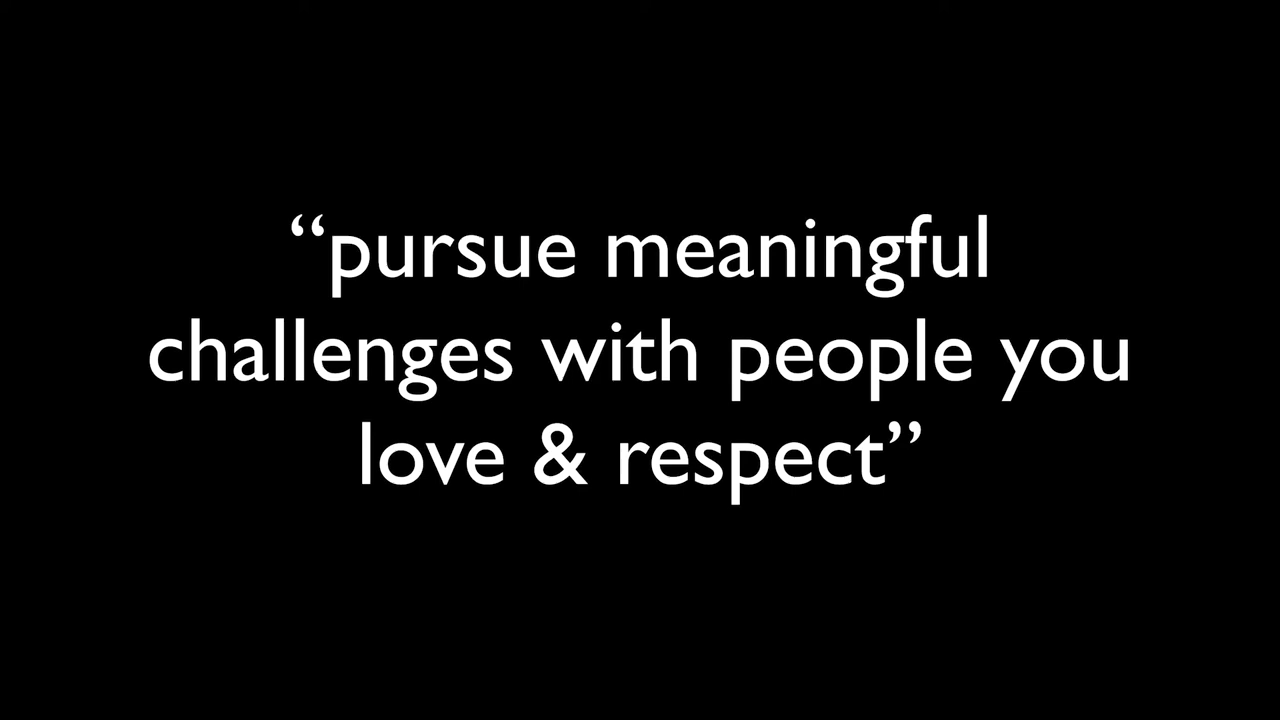 “pursue meaningful
challenges with people you
love & respect”